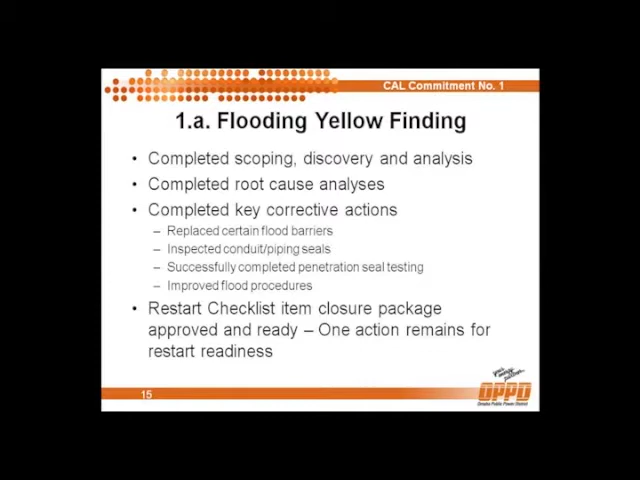 CAL Commitment No. 1
1.a. Flooding Yellow Finding
• Completed scoping, discovery and analysis
• Completed root cause analyses
• Completed key corrective actions
– Replaced certain flood barriers
– Inspected conduit/piping seals
– Successfully completed penetration seal testing
– Improved flood procedures
• Restart Checklist item closure package
approved and ready – One action remains for
restart readiness
15
OPPD
Omaha Public Power District